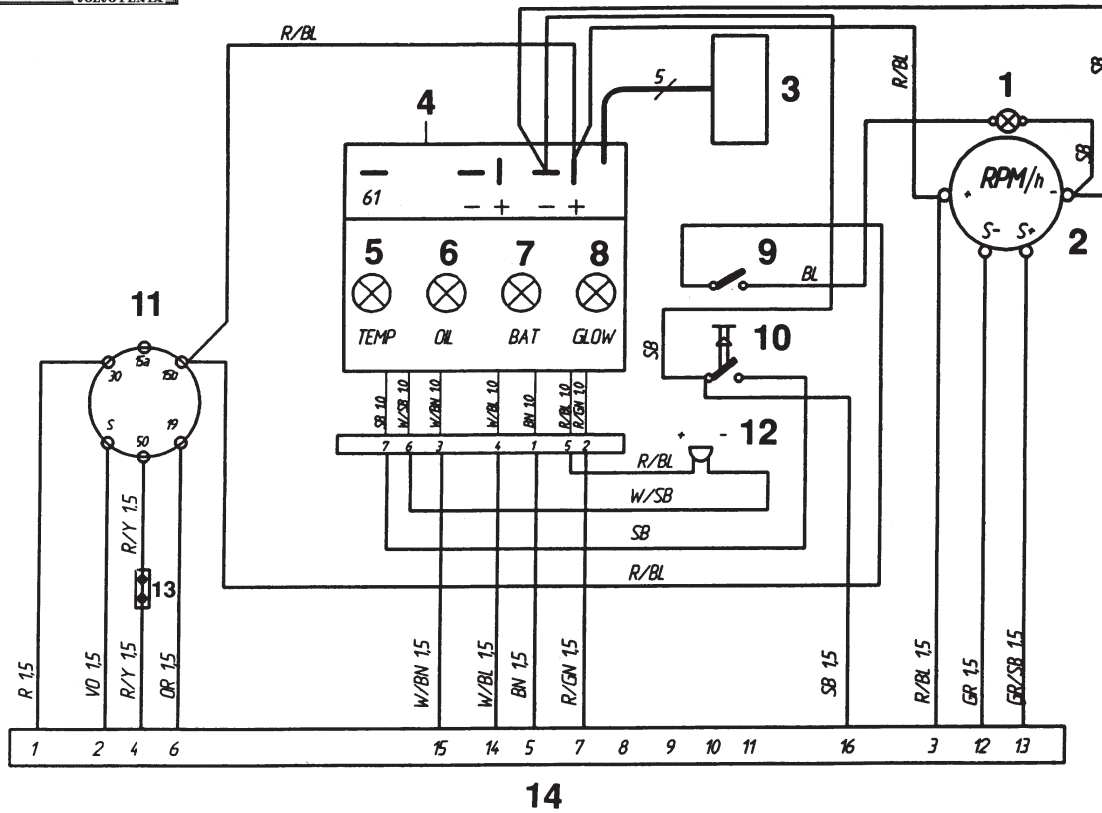 R/BL
5
3
R/BL
SB
1
4
SB
RPM/h
+ -
S- S+
2
61
- + - +
5 6 7 8
9
BL
TEMP OIL BAT GLOW
11
15a
30 15b
S 19
50
10
SB
SB 1.0
W/SB 1.0
W/BN 1.0
W/BL 1.0
BN 1.0
R/BL 1.0
R/GN 1.0
7 6 3 4 1 5 2
+ -
12
R/BL
W/SB
SB
R/BL
R/Y 1,5
13
R 1,5
VO 1,5
R/Y 1,5
OR 1,5
W/BN 1,5
W/BL 1,5
BN 1,5
R/GN 1,5
SB 1,5
R/BL 1,5
GR 1,5
GR/SB 1,5
1 2 4 6 15 14 5 7 8 9 10 11 16 3 12 13
14